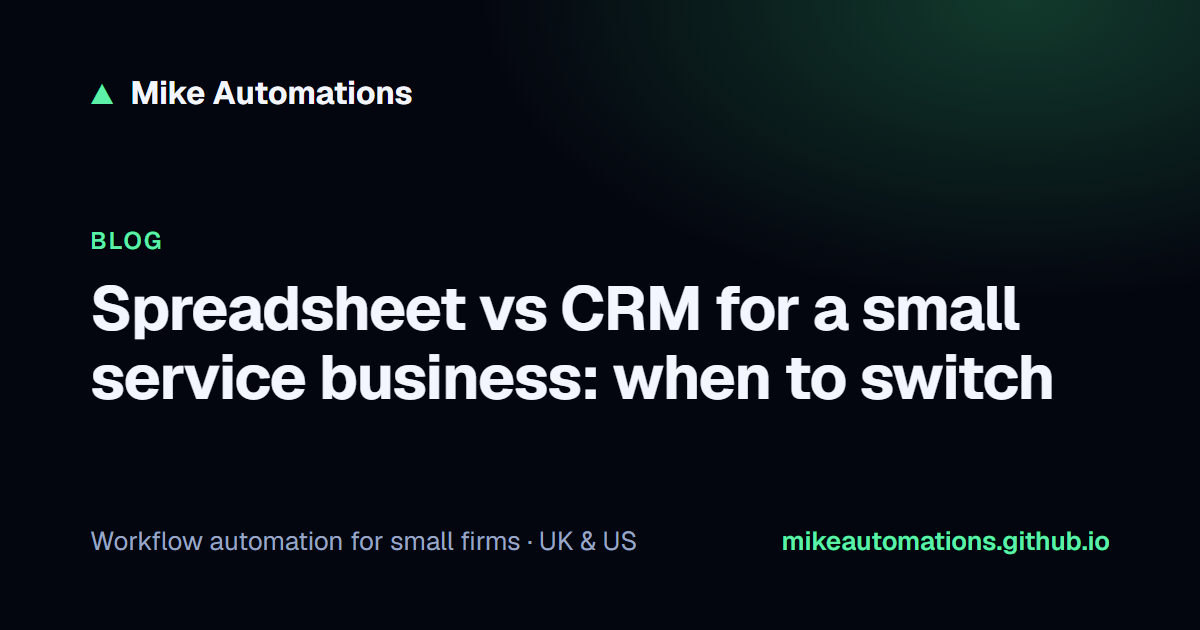 Mike Automations
BLOG
Spreadsheet vs CRM for a small
service business: when to switch
Workflow automation for small firms · UK & US
mikeautomations.github.io